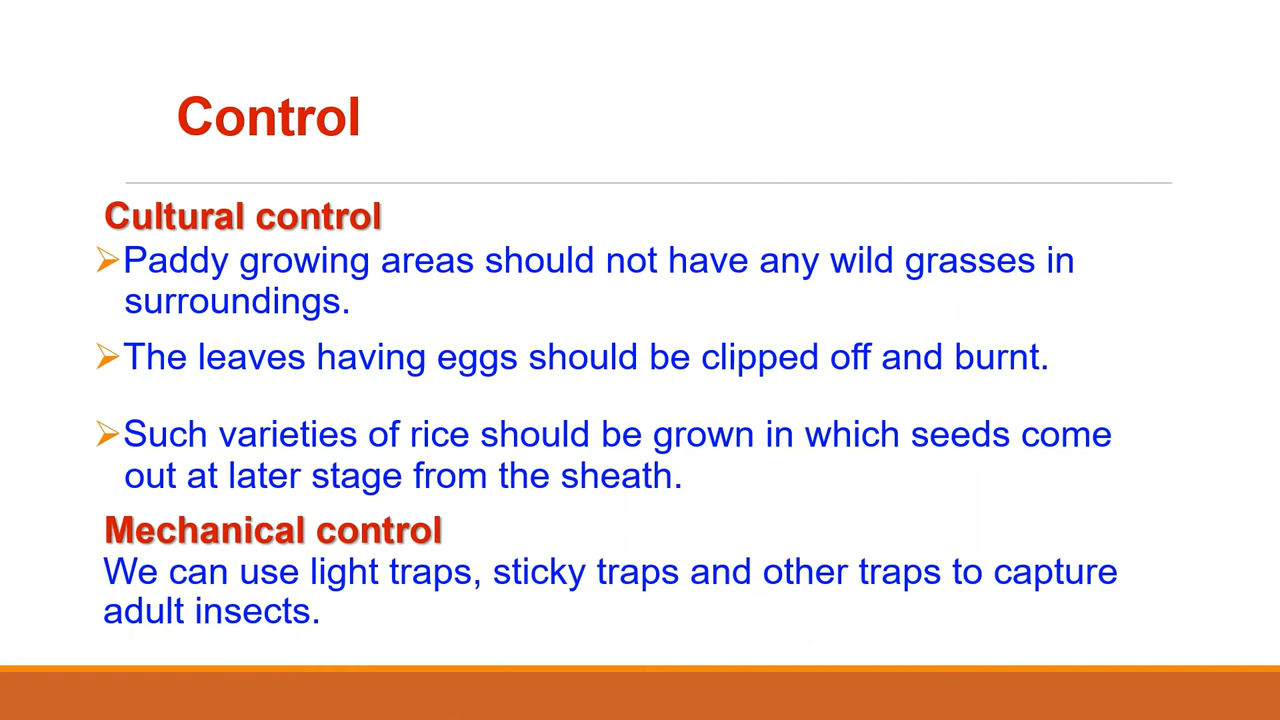 Control
Cultural control
➢Paddy growing areas should not have any wild grasses in
surroundings.
➢The leaves having eggs should be clipped off and burnt.
➢Such varieties of rice should be grown in which seeds come
out at later stage from the sheath.
Mechanical control
We can use light traps, sticky traps and other traps to capture
adult insects.